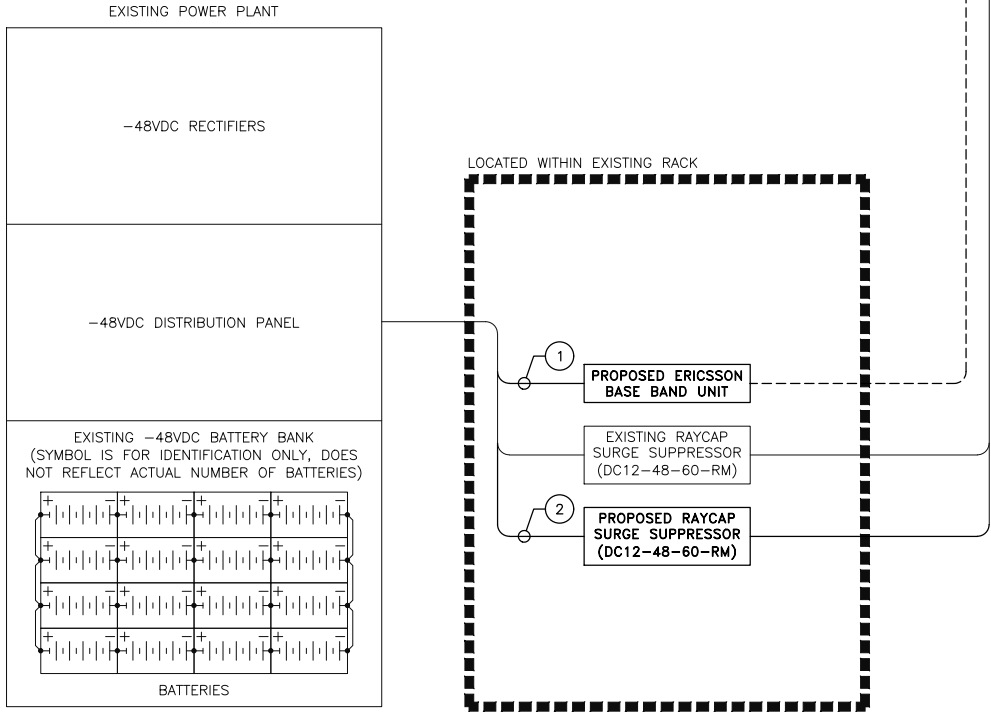 EXISTING POWER PLANT
−48VDC RECTIFIERS
LOCATED WITHIN EXISTING RACK
−48VDC DISTRIBUTION PANEL
1
PROPOSED ERICSSON
BASE BAND UNIT
EXISTING RAYCAP
SURGE SUPPRESSOR
(DC12−48−60−RM)
2
PROPOSED RAYCAP
SURGE SUPPRESSOR
(DC12−48−60−RM)
EXISTING −48VDC BATTERY BANK
(SYMBOL IS FOR IDENTIFICATION ONLY, DOES
NOT REFLECT ACTUAL NUMBER OF BATTERIES)
+ − + − + − + −
+ − + − + − + −
+ − + − + − + −
+ − + − + − + −
BATTERIES